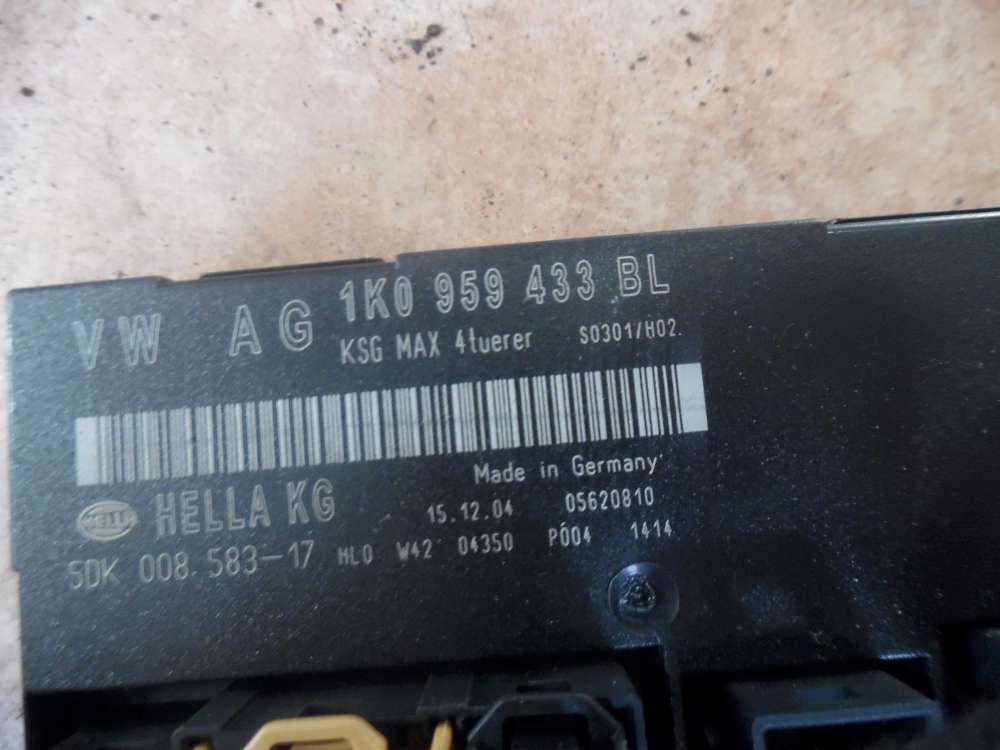 VW AG 1K0 959 433 BL
KSG MAX 4tuerer S0301/H02.
Made in Germany
HELLA HELLA KG 15.12.04 05620810
5DK 008.583-17 HL0 W42 04350 P004 1414